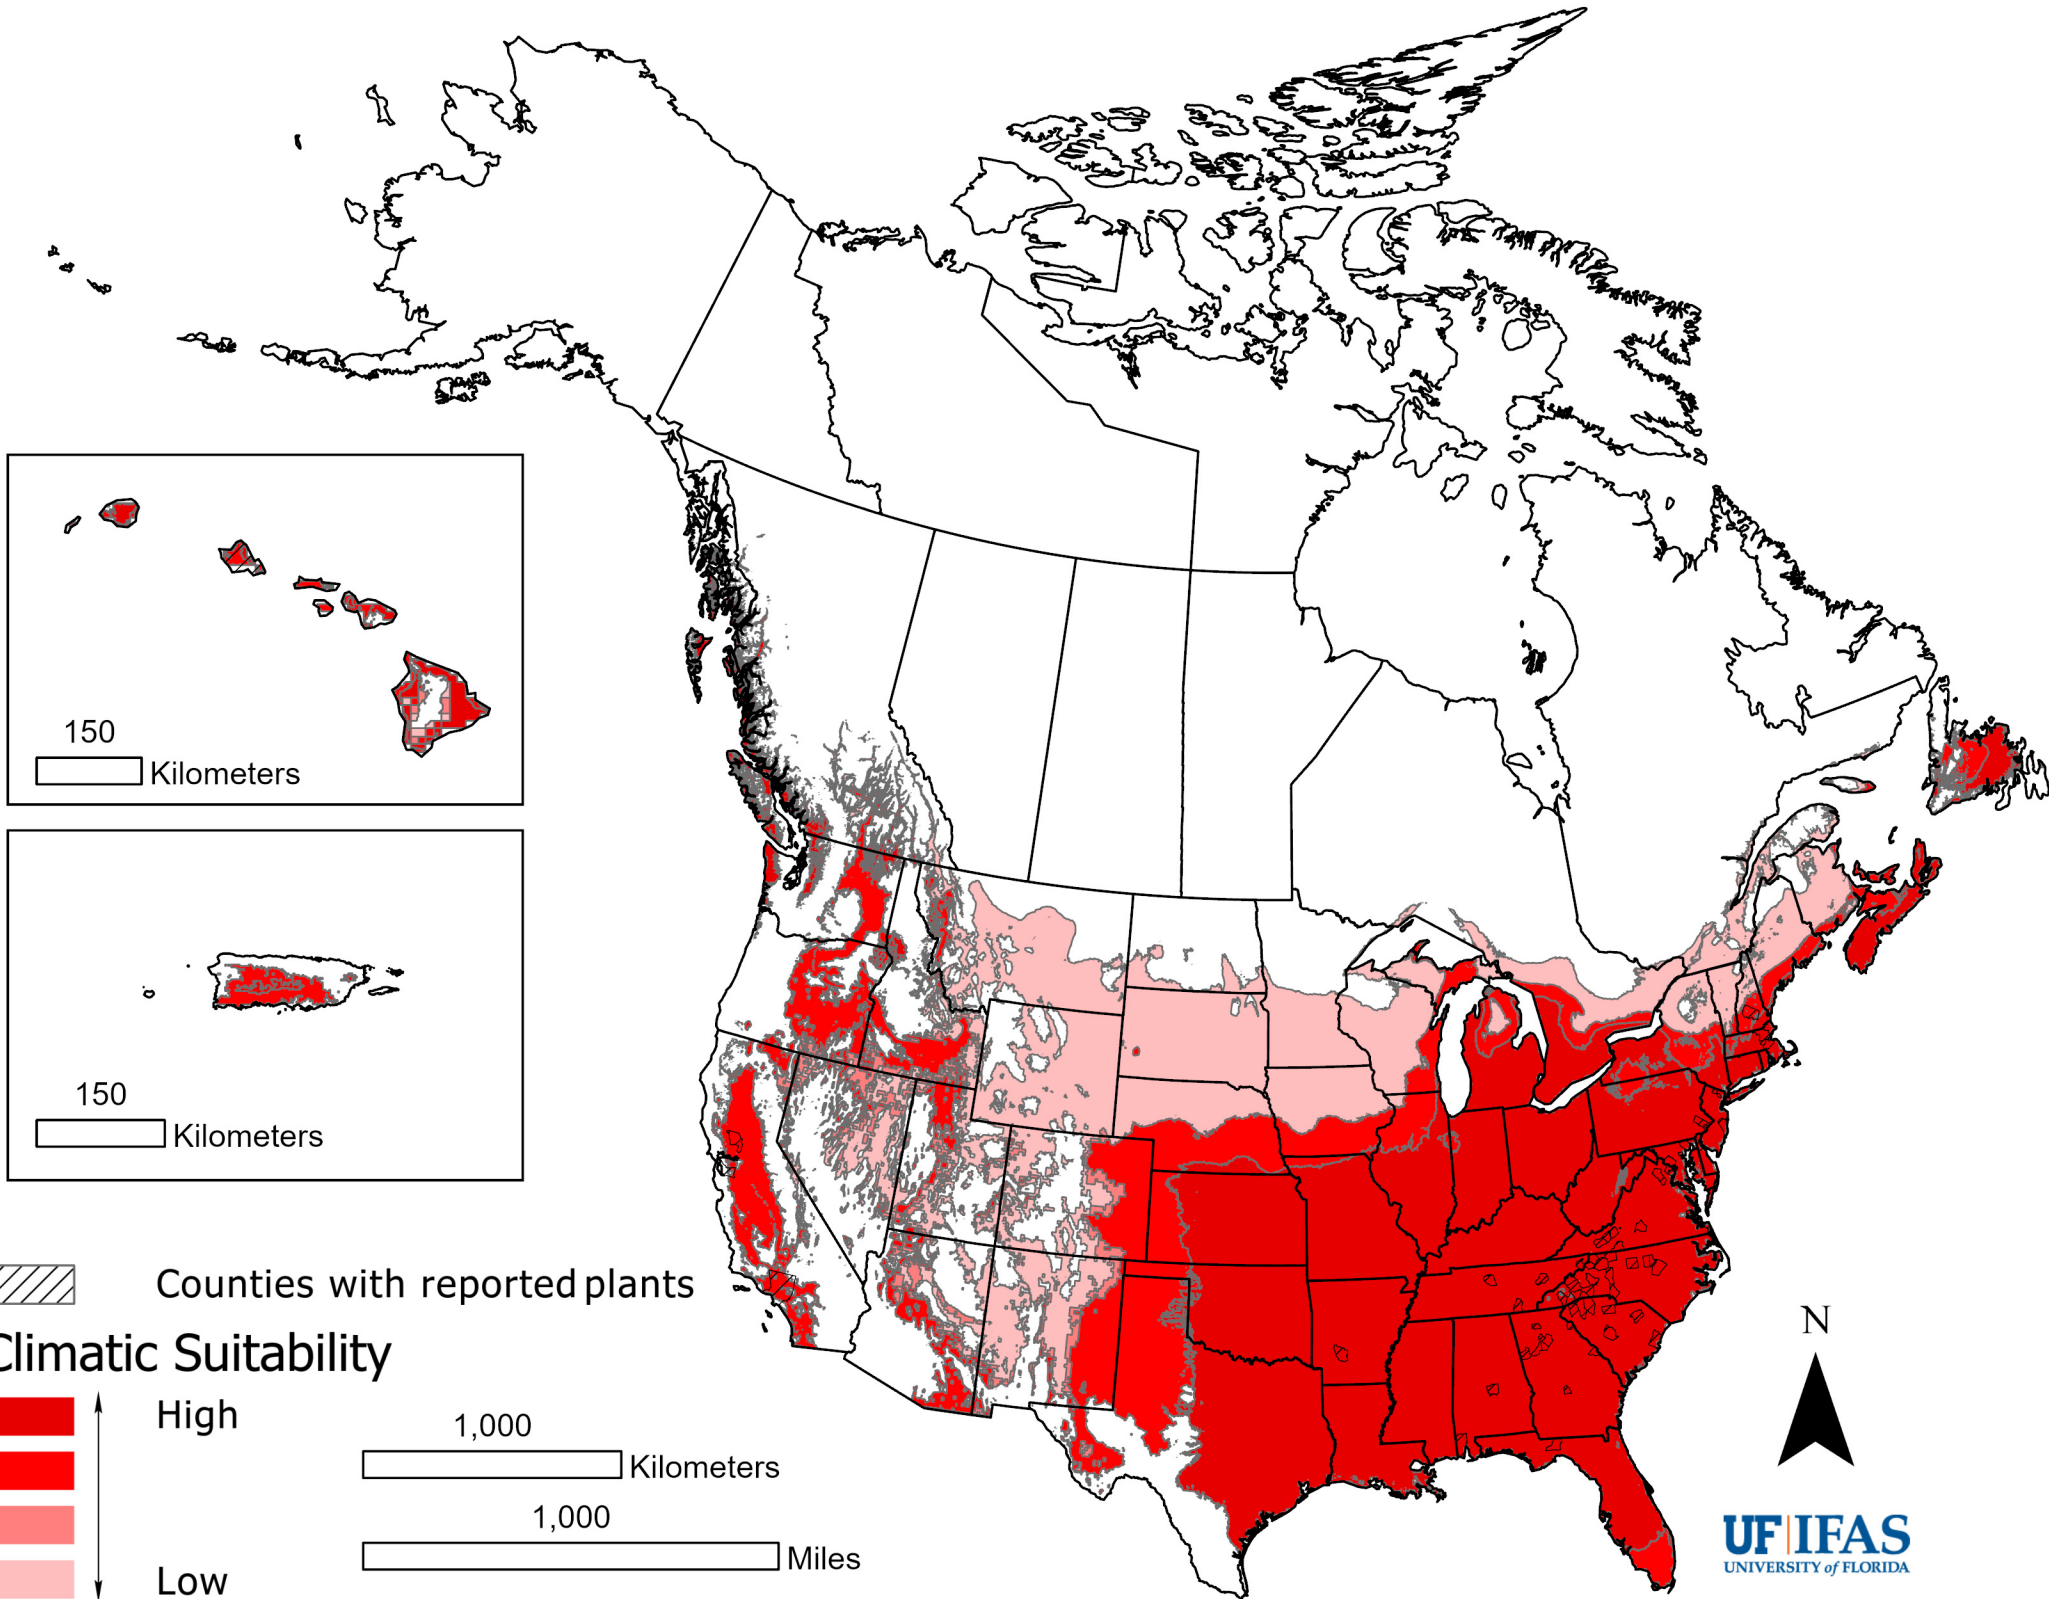 150
Kilometers
150
Kilometers
Counties with reported plants
Climatic Suitability
High
Low
1,000
Kilometers
1,000
Miles
N
UF|IFAS
UNIVERSITY of FLORIDA